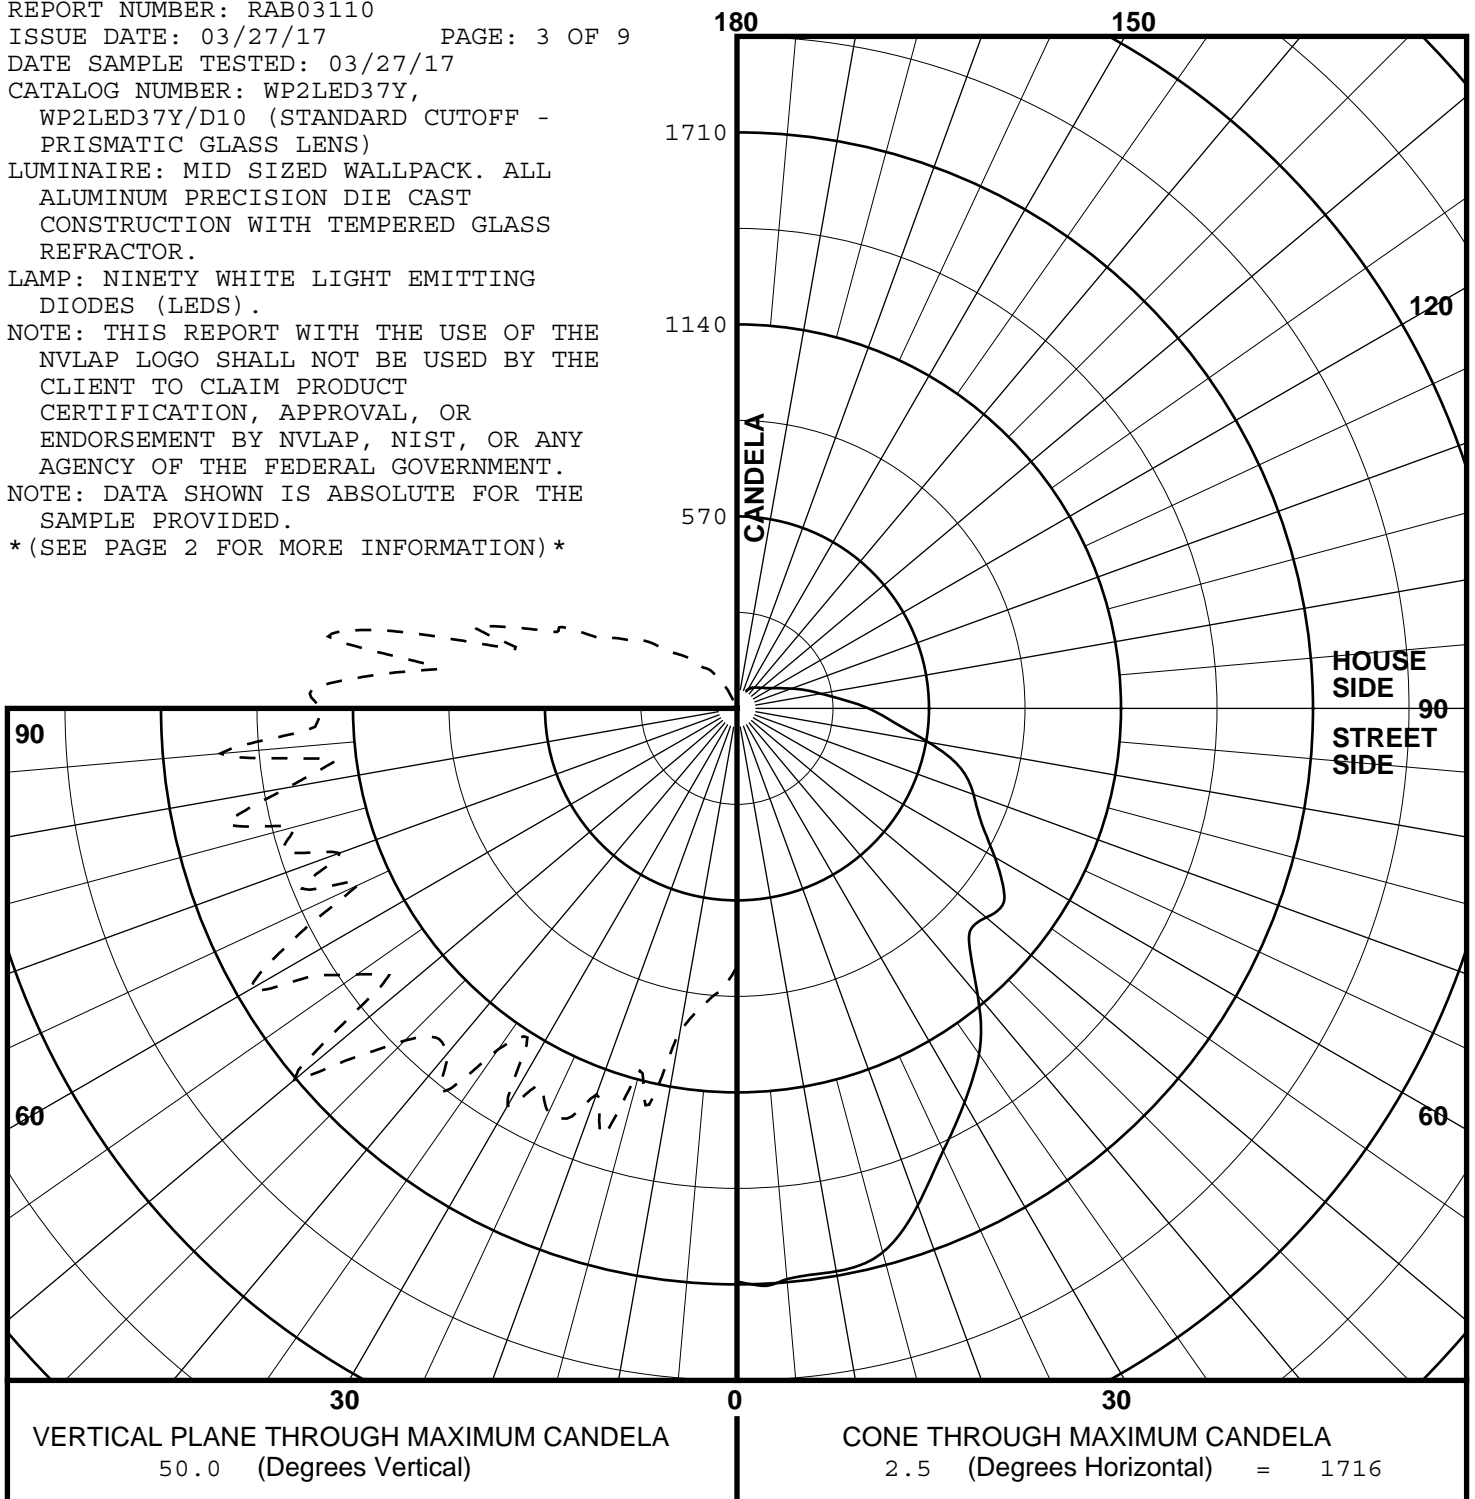 REPORT NUMBER: RAB03110
ISSUE DATE: 03/27/17 PAGE: 3 OF 9
DATE SAMPLE TESTED: 03/27/17
CATALOG NUMBER: WP2LED37Y,
WP2LED37Y/D10 (STANDARD CUTOFF -
PRISMATIC GLASS LENS)
LUMINAIRE: MID SIZED WALLPACK. ALL
ALUMINUM PRECISION DIE CAST
CONSTRUCTION WITH TEMPERED GLASS
REFRACTOR.
LAMP: NINETY WHITE LIGHT EMITTING
DIODES (LEDS).
NOTE: THIS REPORT WITH THE USE OF THE
NVLAP LOGO SHALL NOT BE USED BY THE
CLIENT TO CLAIM PRODUCT
CERTIFICATION, APPROVAL, OR
ENDORSEMENT BY NVLAP, NIST, OR ANY
AGENCY OF THE FEDERAL GOVERNMENT.
NOTE: DATA SHOWN IS ABSOLUTE FOR THE
SAMPLE PROVIDED.
*(SEE PAGE 2 FOR MORE INFORMATION)*
180
150
1710
1140
570
CANDELA
120
HOUSE
SIDE
90
STREET
SIDE
90
60
60
30
0
30
VERTICAL PLANE THROUGH MAXIMUM CANDELA
50.0 (Degrees Vertical)
CONE THROUGH MAXIMUM CANDELA
2.5 (Degrees Horizontal) = 1716